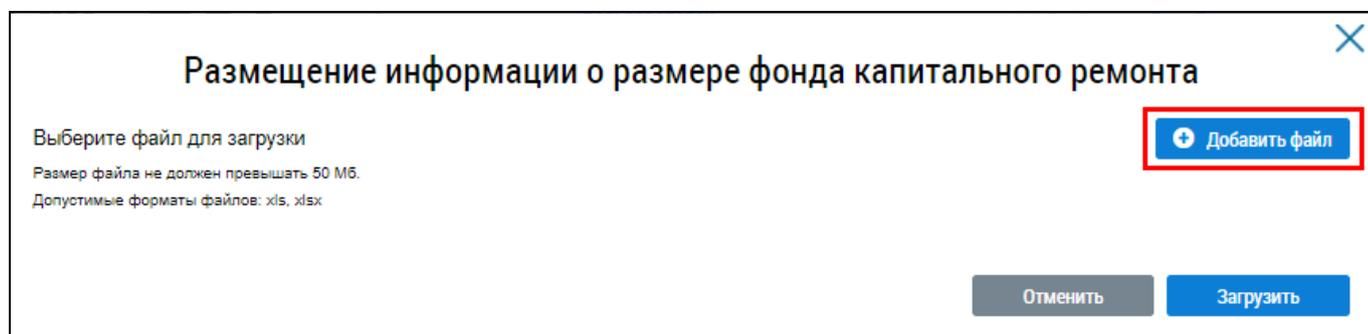 Размещение информации о размере фонда капитального ремонта
Выберите файл для загрузки
Добавить файл
Размер файла не должен превышать 50 Мб.
Допустимые форматы файлов: xls, xlsx
Отменить
Загрузить